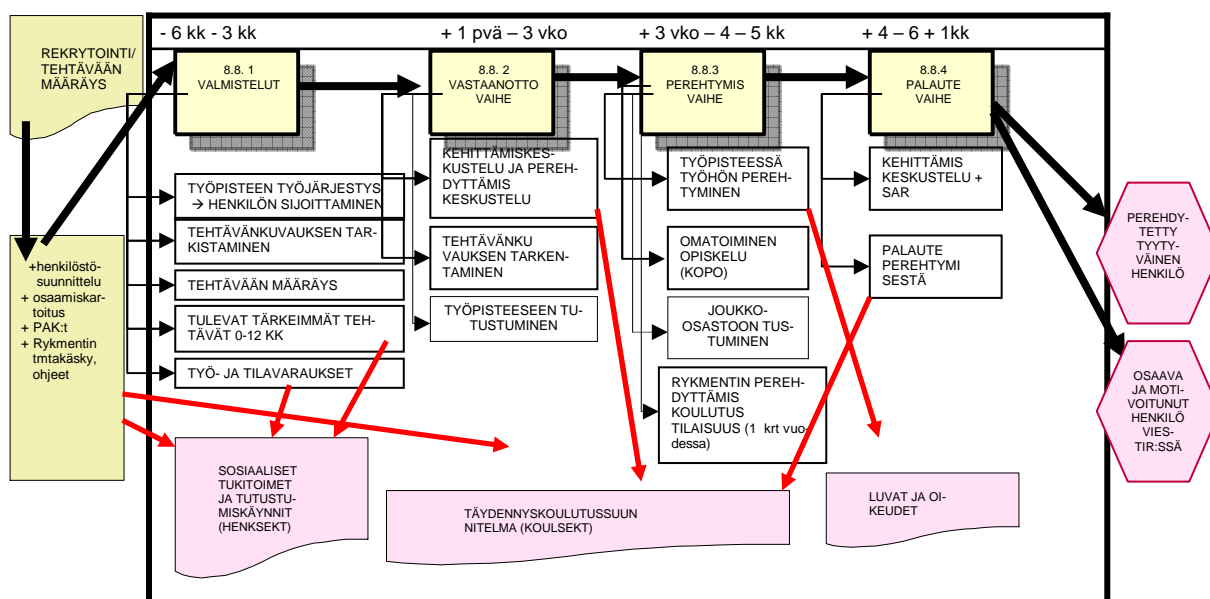 - 6 kk - 3 kk
+ 1 pvä – 3 vko
+ 3 vko – 4 – 5 kk
+ 4 – 6 + 1kk
REKRYTOINTI/
TEHTÄVÄÄN
MÄÄRÄYS
8.8. 1
VALMISTELUT
8.8. 2
VASTAANOTTO
VAIHE
8.8.3
PEREHTYMIS
VAIHE
8.8.4
PALAUTE
VAIHE
+henkilöstö-
suunnittelu
+ osaamiskar-
toitus
+ PAK:t
+ Rykmentin
tmtakäsky,
ohjeet
TYÖPISTEEN TYÖJÄRJESTYS
→ HENKILÖN SIJOITTAMINEN
TEHTÄVÄNKUVAUKSEN TAR-
KISTAMINEN
TEHTÄVÄÄN MÄÄRÄYS
TULEVAT TÄRKEIMMÄT TEH-
TÄVÄT 0-12 KK
TYÖ- JA TILAVARAUKSET
KEHITTÄMISKES-
KUSTELU JA PEREH-
DYTTÄMIS
KESKUSTELU
TEHTÄVÄNKU
VAUKSEN TARKEN-
TAMINEN
TYÖPISTEESEEN TU-
TUSTUMINEN
TYÖPISTEESSÄ
TYÖHÖN PEREH-
TYMINEN
OMATOIMINEN
OPISKELU
(KOPO)
JOUKKO-
OSASTOON TUS-
TUMINEN
RYKMENTIN PEREH-
DYTTÄMIS
KOULUTUS
TILAISUUS (1 krt vuo-
dessa)
KEHITTÄMIS
KESKUSTELU +
SAR
PALAUTE
PEREHTYMI
SESTÄ
PEREHDY-
TETTY
TYYTY-
VÄINEN
HENKILÖ
OSAAVA
JA MOTI-
VOITUNUT
HENKILÖ
VIES-
TIR:SSÄ
SOSIAALISET
TUKITOIMET
JA TUTUSTU-
MISKÄYNNIT
(HENKSEKT)
TÄYDENNYSKOULUTUSSUUN
NITELMA (KOULSEKT)
LUVAT JA OI-
KEUDET